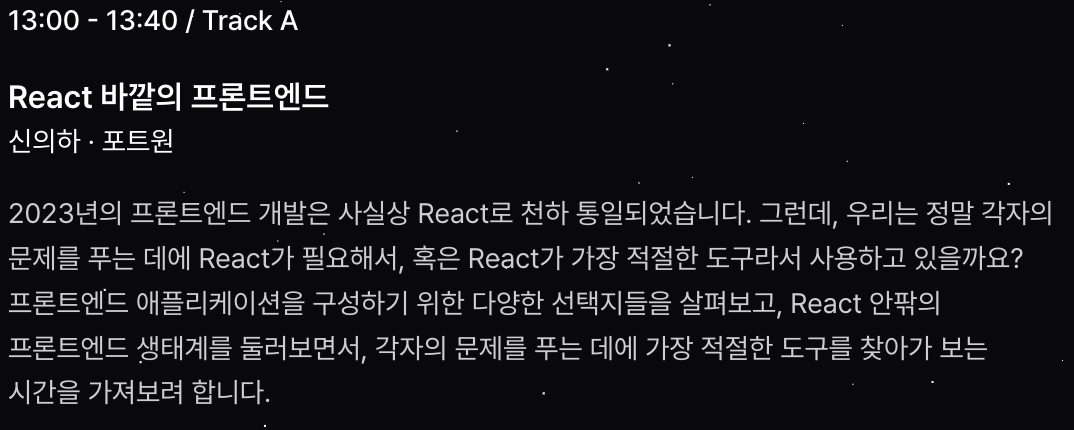 13:00 - 13:40 / Track A
React 바깥의 프론트엔드
신의하 · 포트원
2023년의 프론트엔드 개발은 사실상 React로 천하 통일되었습니다. 그런데, 우리는 정말 각자의
문제를 푸는 데에 React가 필요해서, 혹은 React가 가장 적절한 도구라서 사용하고 있을까요?
프론트엔드 애플리케이션을 구성하기 위한 다양한 선택지들을 살펴보고, React 안팎의
프론트엔드 생태계를 둘러보면서, 각자의 문제를 푸는 데에 가장 적절한 도구를 찾아가 보는
시간을 가져보려 합니다.